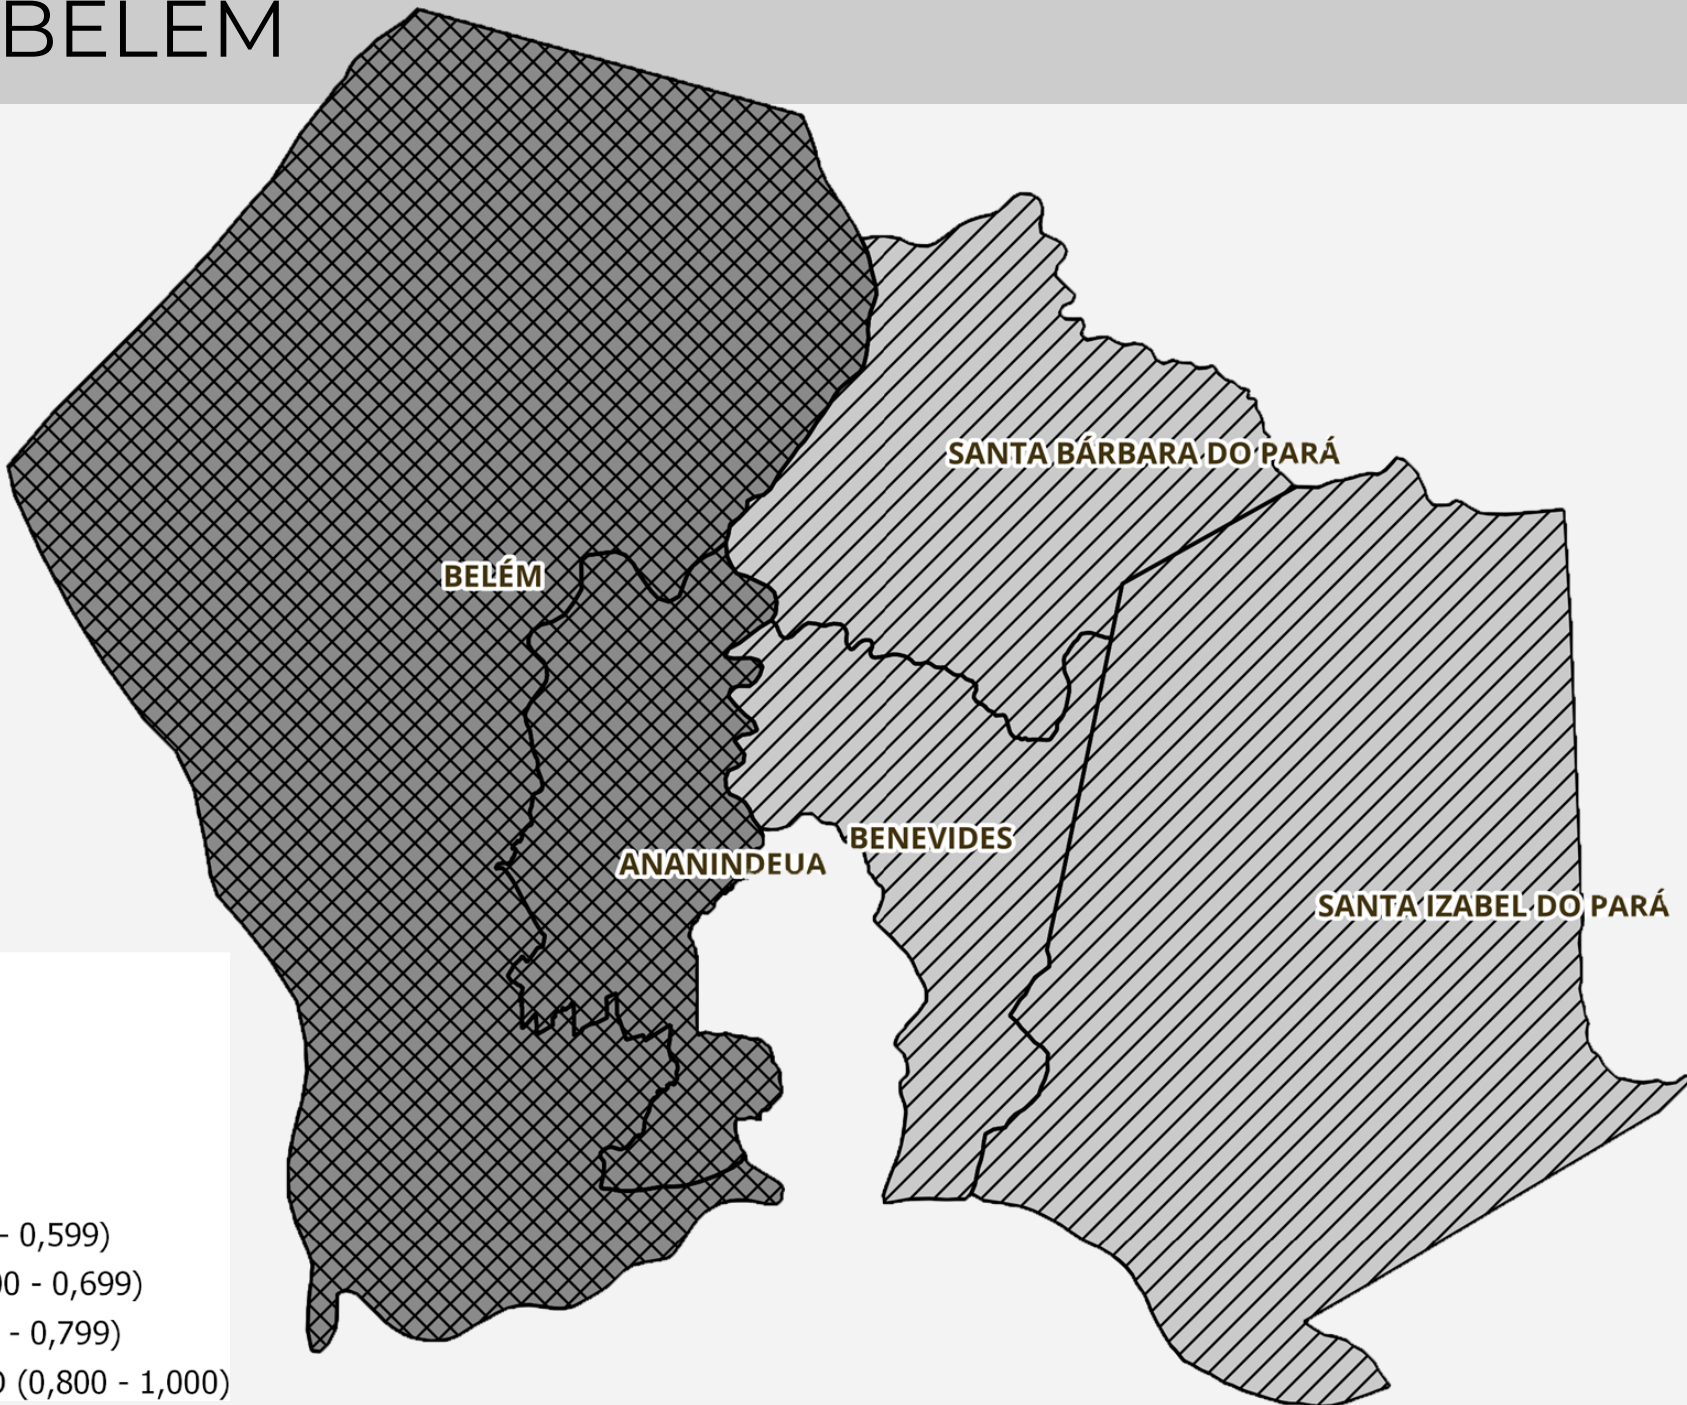 BELEM
SANTA BÁRBARA DO PARÁ
BELÉM
BENEVIDES
ANANINDEUA
SANTA IZABEL DO PARÁ
- 0,599)
00 - 0,699)
- 0,799)
O (0,800 - 1,000)